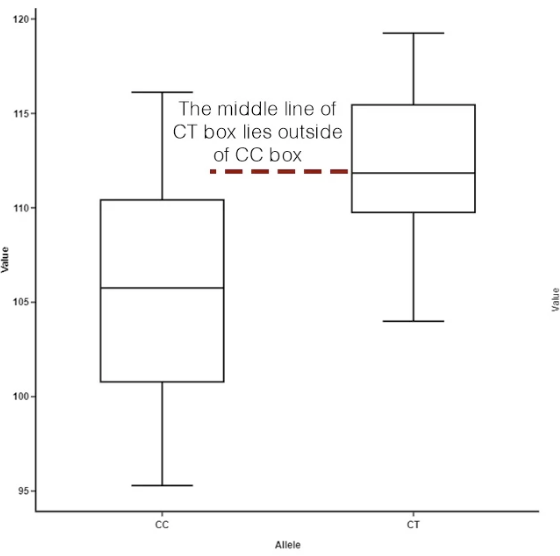 120
115
110
105
100
95
Value
The middle line of
CT box lies outside
of CC box
CC
CT
Allele
Value